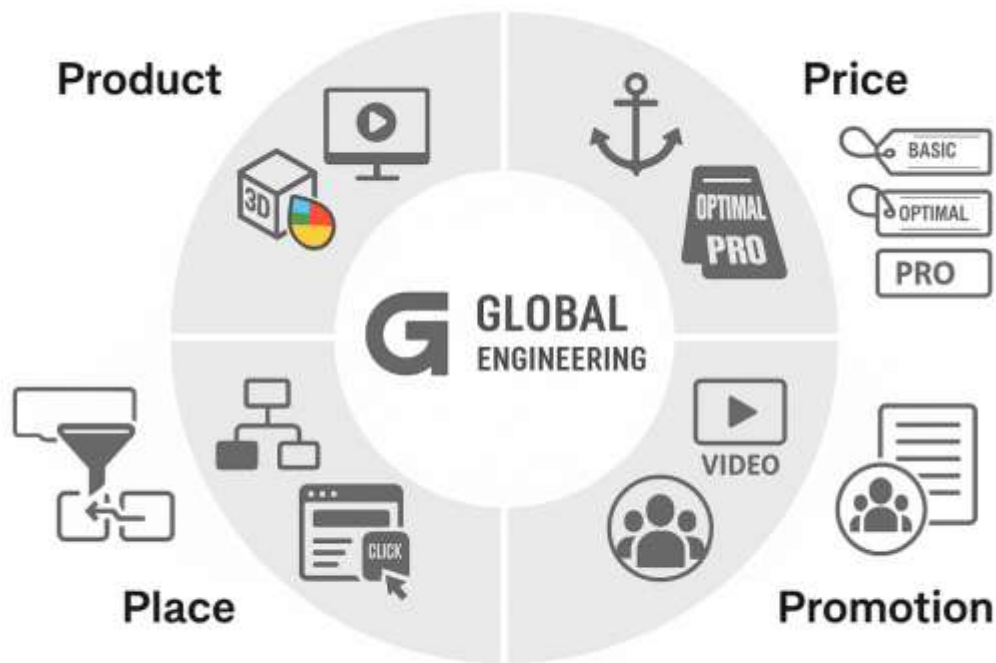 Product
Price
3D
BASIC
OPTIMAL
PRO
OPTIMAL
PRO
G GLOBAL
ENGINEERING
VIDEO
CLICK
Place
Promotion